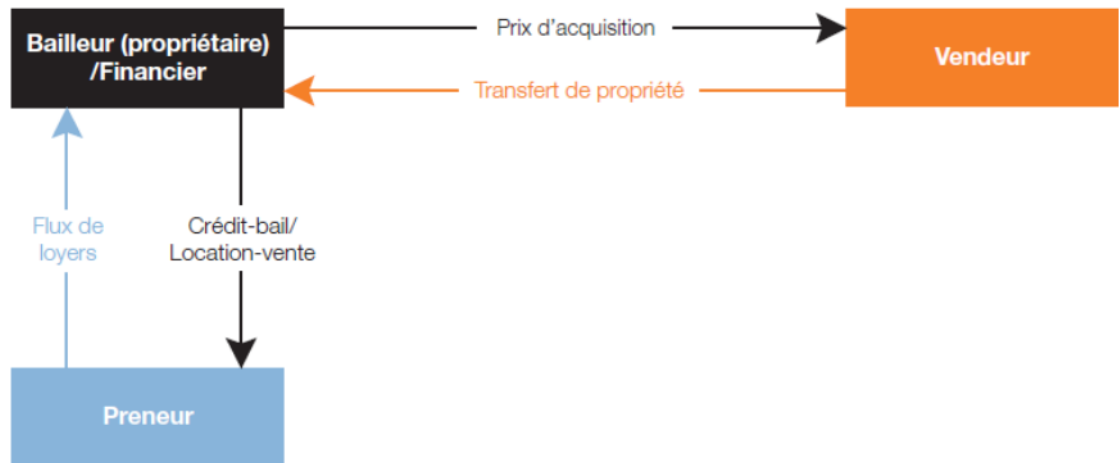 Bailleur (propriétaire)
/Financier
Prix d'acquisition
Vendeur
Transfert de propriété
Flux de
loyers
Crédit-bail/
Location-vente
Preneur